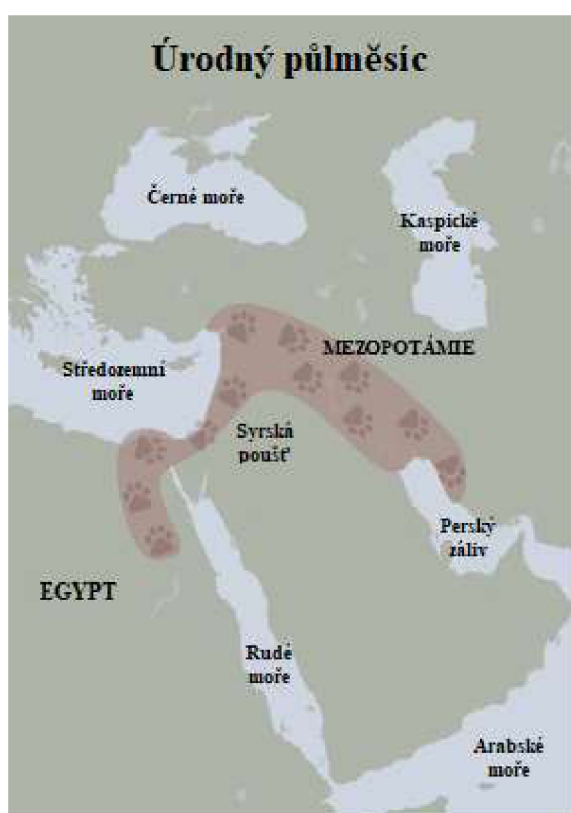 Úrodný půlměsíc
Černé moře
Kaspické
moře
MEZOPOTÁMIE
Středozemní
moře
Syrská
poušť
Perský
záliv
EGYPT
Rudé
moře
Arabské
moře